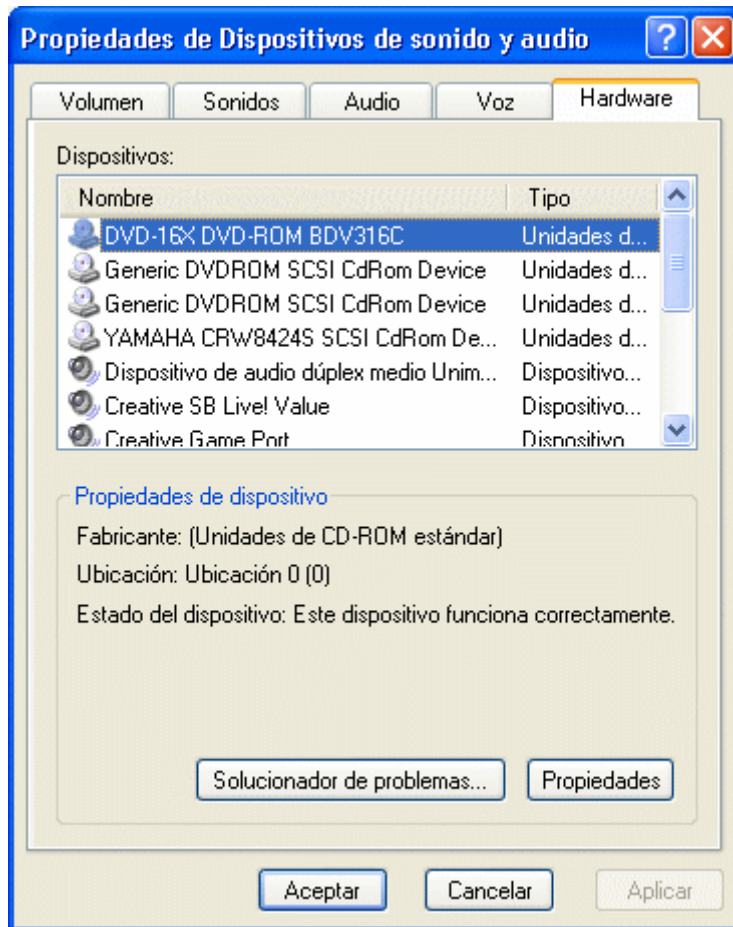 Propiedades de Dispositivos de sonido y audio
Volumen Sonidos Audio Voz Hardware
Dispositivos:
Nombre Tipo
DVD-16X DVD-ROM BDV316C Unidades d...
Generic DVDROM SCSI CdRom Device Unidades d...
Generic DVDROM SCSI CdRom Device Unidades d...
YAMAHA CRW8424S SCSI CdRom De... Unidades d...
Dispositivo de audio dúplex medio Unim... Dispositivo...
Creative SB Live! Value Dispositivo...
Creative Game Port Dispositivo
Propiedades de dispositivo
Fabricante: (Unidades de CD-ROM estándar)
Ubicación: Ubicación 0 (0)
Estado del dispositivo: Este dispositivo funciona correctamente.
Solucionador de problemas... Propiedades
Aceptar Cancelar Aplicar